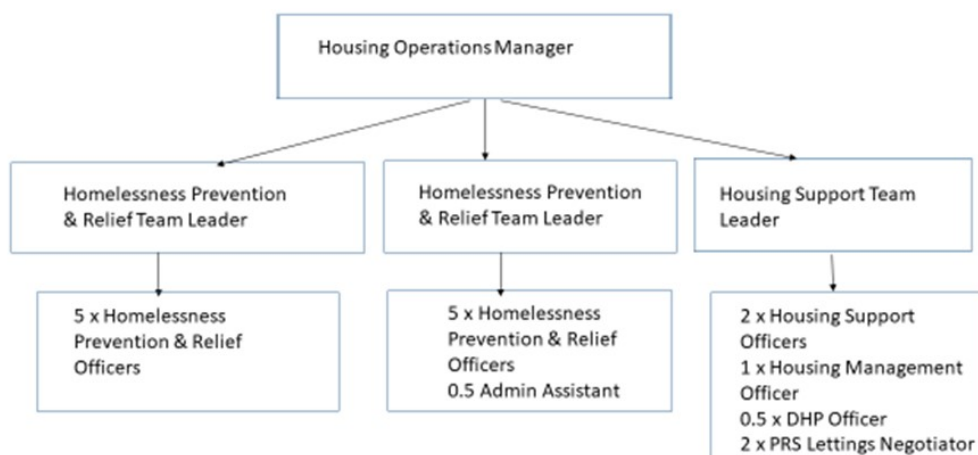 Housing Operations Manager
Homelessness Prevention
& Relief Team Leader
Homelessness Prevention
& Relief Team Leader
Housing Support Team
Leader
5 x Homelessness
Prevention & Relief
Officers
5 x Homelessness
Prevention & Relief
Officers
0.5 Admin Assistant
2 x Housing Support
Officers
1 x Housing Management
Officer
0.5 x DHP Officer
2 x PRS Lettings Negotiator